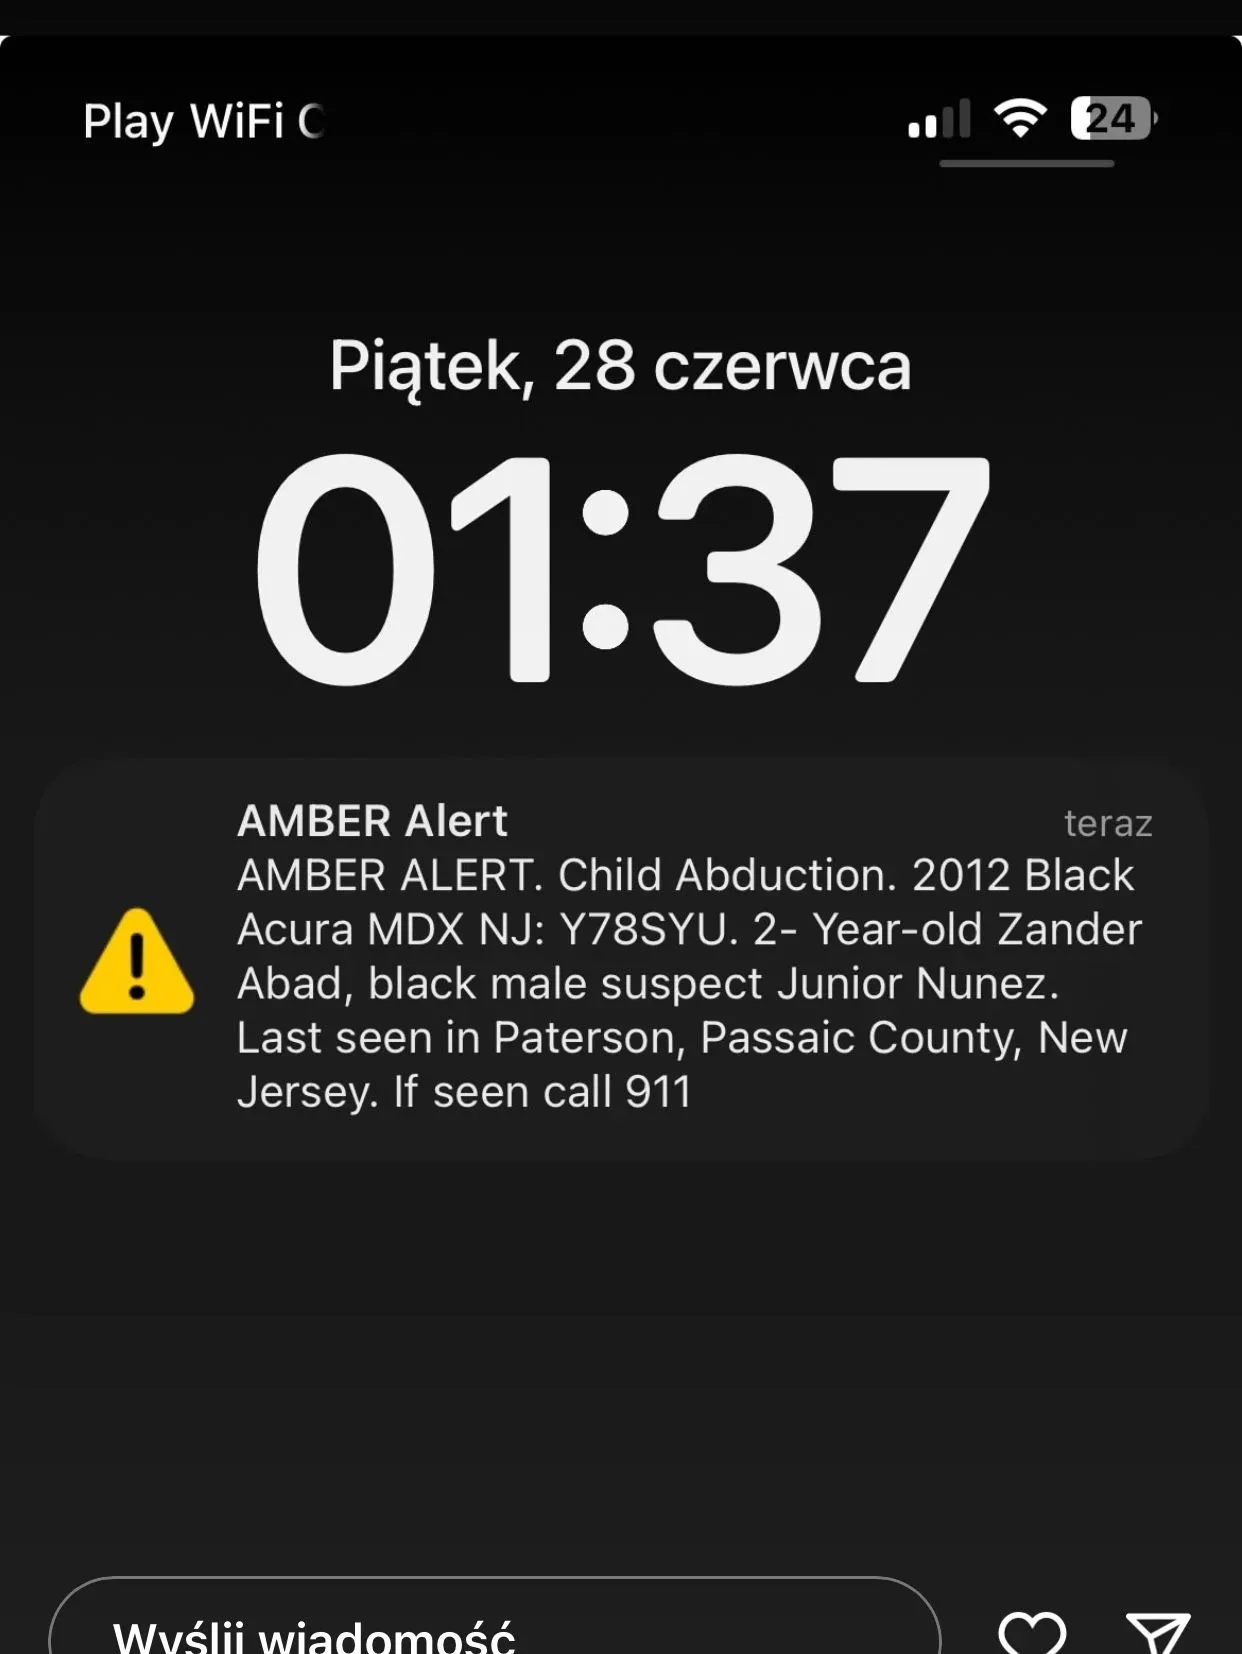 Play WiFi
24
Piątek, 28 czerwca
01:37
AMBER Alert teraz
AMBER ALERT. Child Abduction. 2012 Black
Acura MDX NJ: Y78SYU. 2- Year-old Zander
Abad, black male suspect Junior Nunez.
Last seen in Paterson, Passaic County, New
Jersey. If seen call 911
Wyślij wiadomość